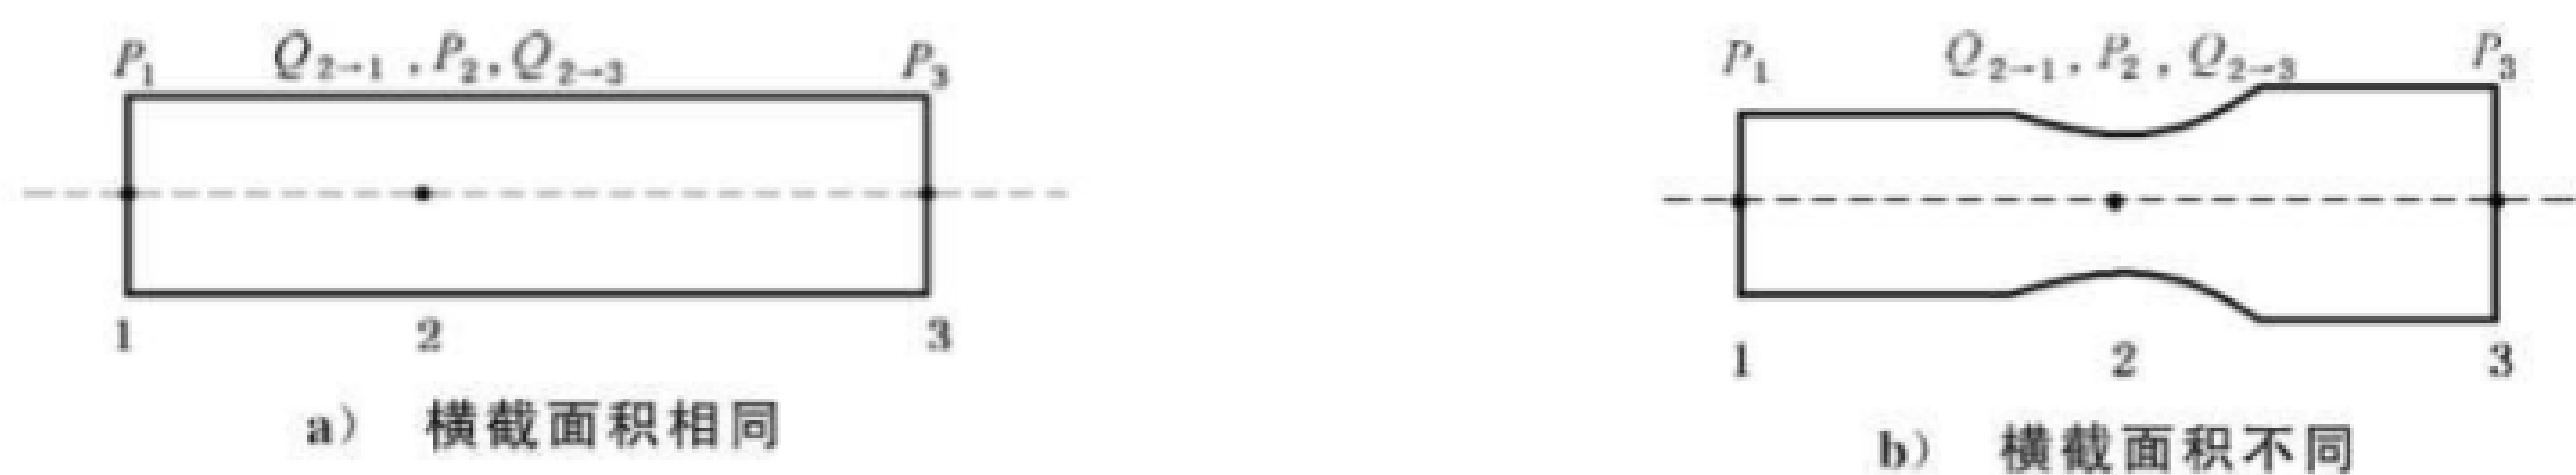 P₁ Q₂₋₁ , P₂, Q₂₋₃ P₃
1 2 3
a) 横截面积相同
P₁ Q₂₋₁, P₂, Q₂₋₃ P₃
1 2 3
b) 横截面积不同